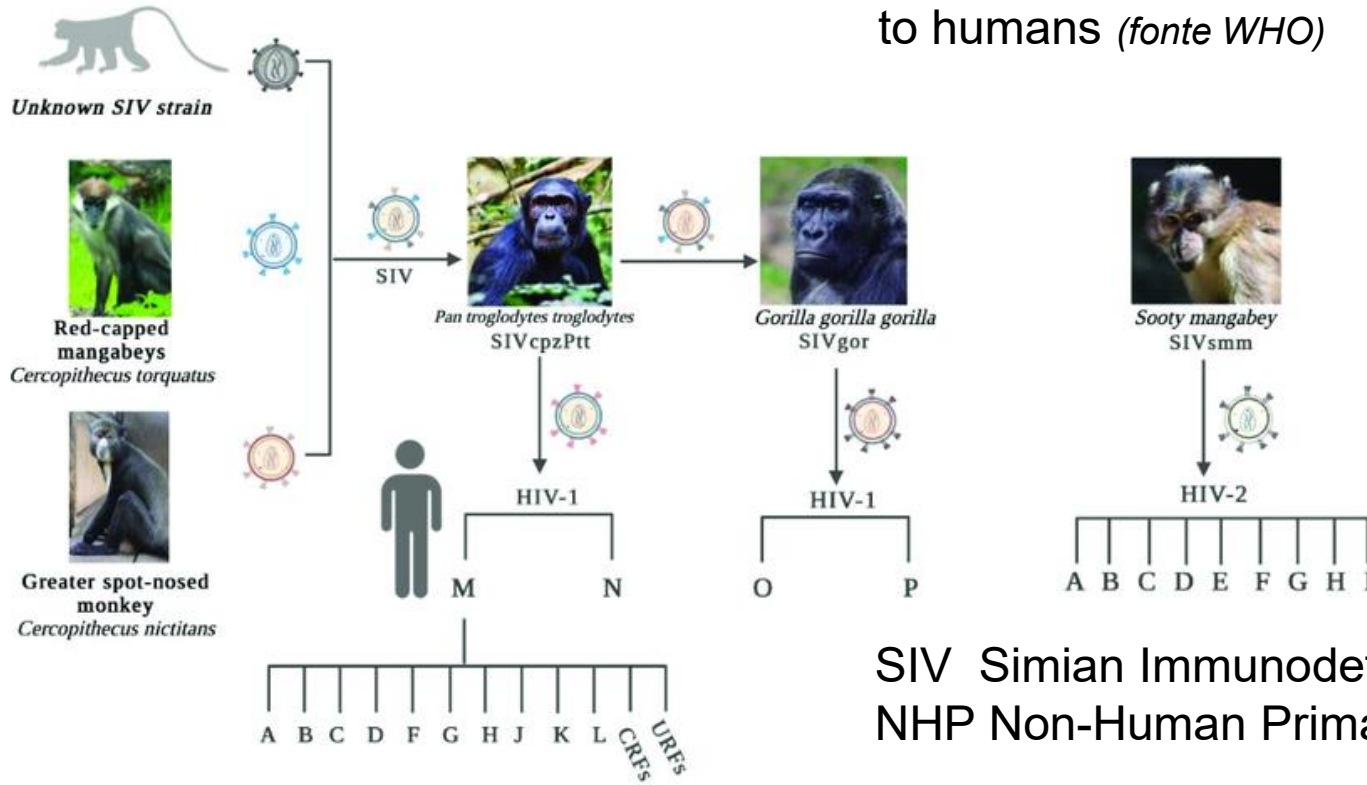 to humans (fonte WHO)
Unknown SIV strain
Red-capped
mangabeys
Cercopithecus torquatus
Greater spot-nosed
monkey
Cercopithecus nictitans
SIV
Pan troglodytes troglodytes
SIVcpzPtt
Gorilla gorilla gorilla
SIVgor
Sooty mangabey
SIVsmm
HIV-1
M N
A B C D F G H J K L CRFs URFs
HIV-1
O P
HIV-2
A B C D E F G H
SIV Simian
NHP Non-Human